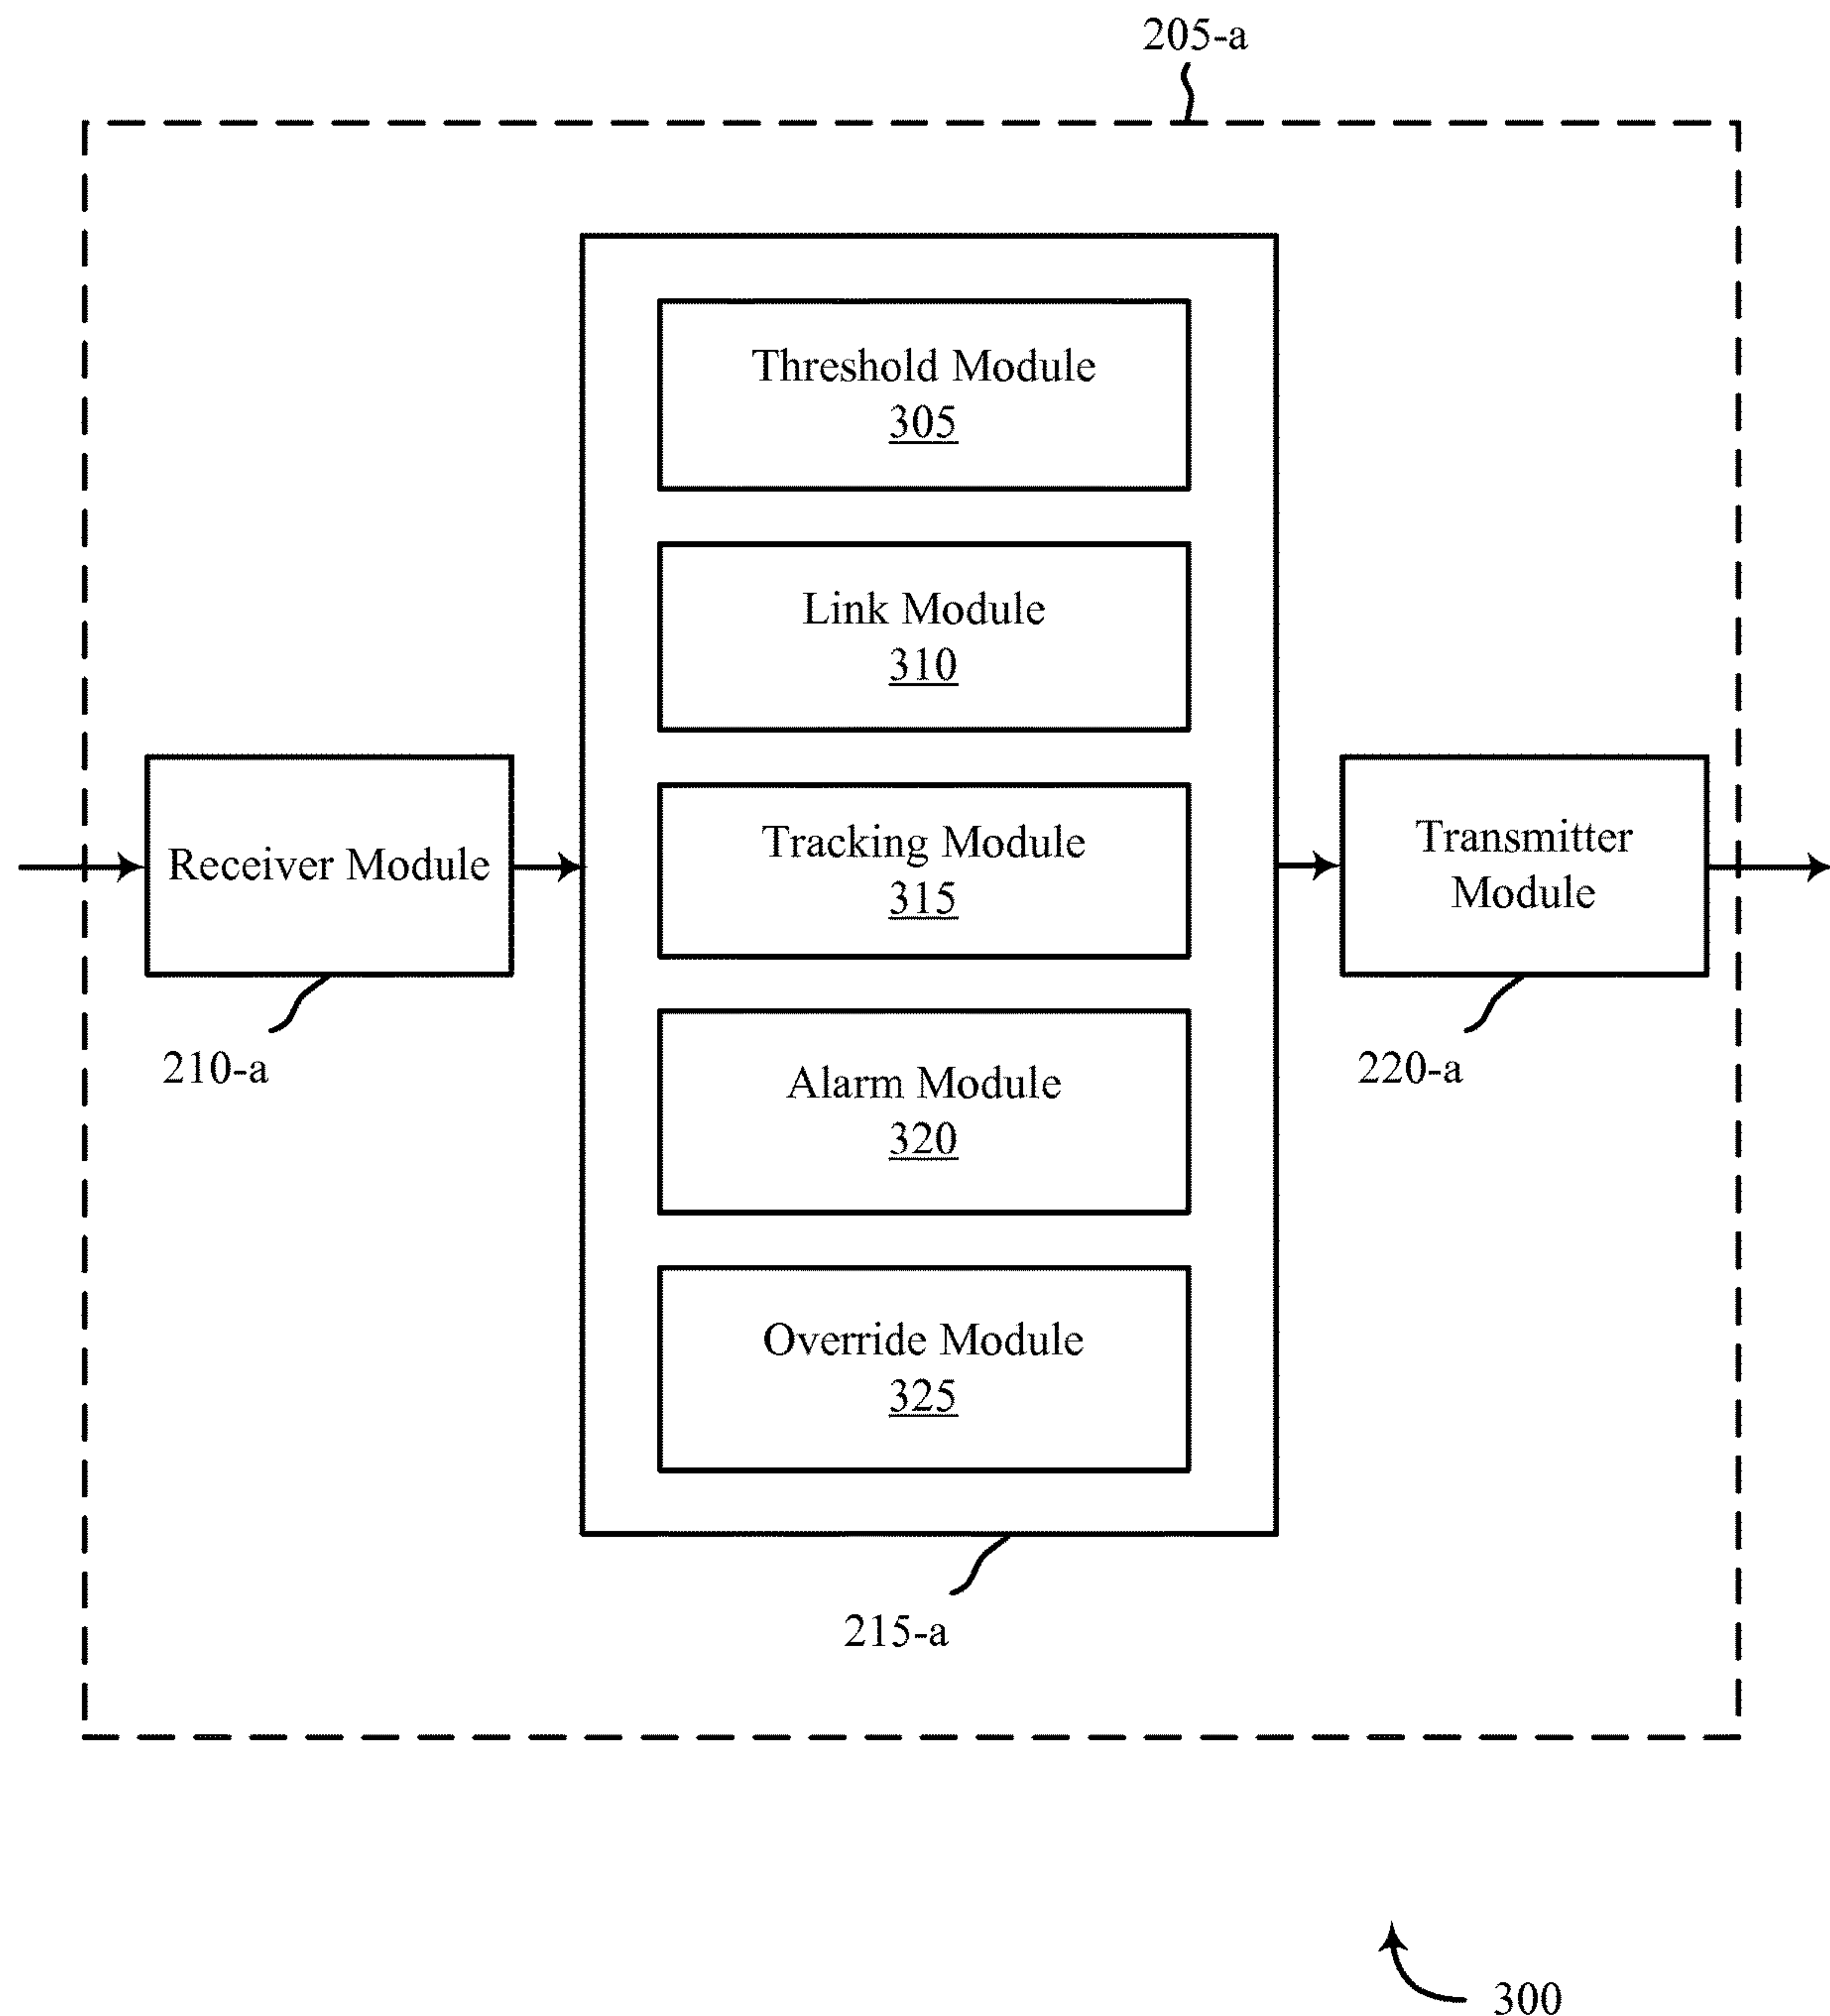 205-a
Threshold Module
305
Link Module
310
Receiver Module
Tracking Module
315
Transmitter
Module
210-a
Alarm Module
320
220-a
Override Module
325
215-a
300